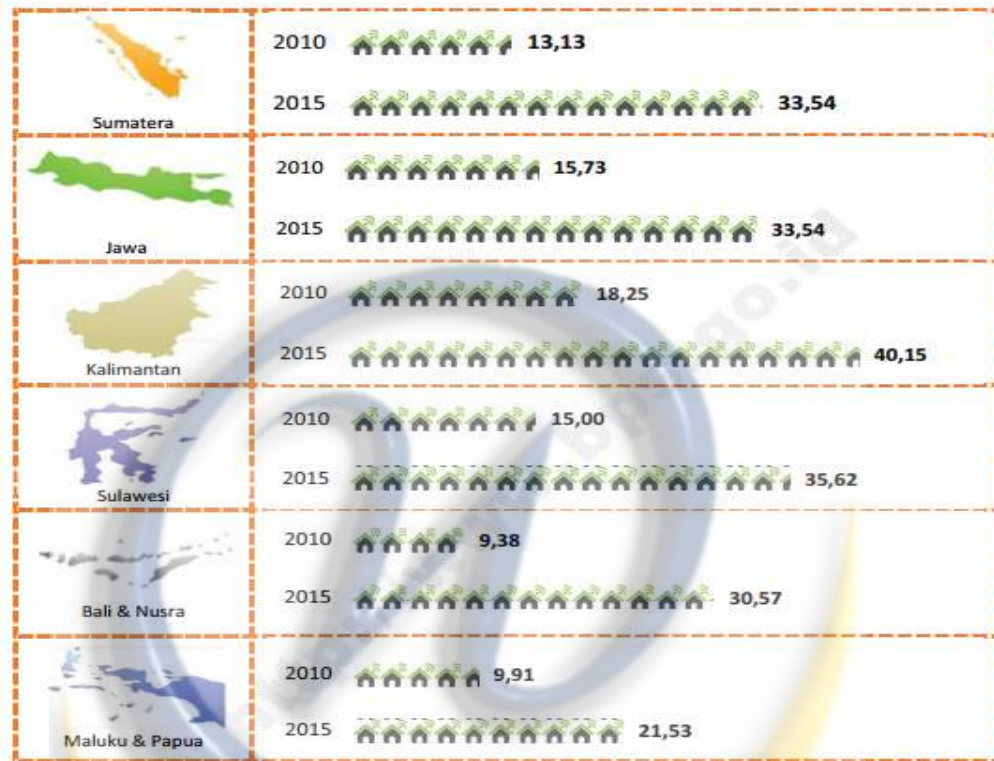 2010 13,13
2015 33,54
Sumatera
2010 15,73
2015 33,54
Jawa
2010 18,25
2015 40,15
Kalimantan
2010 15,00
2015 35,62
Sulawesi
2010 9,38
2015 30,57
Bali & Nusra
2010 9,91
2015 21,53
Maluku & Papua